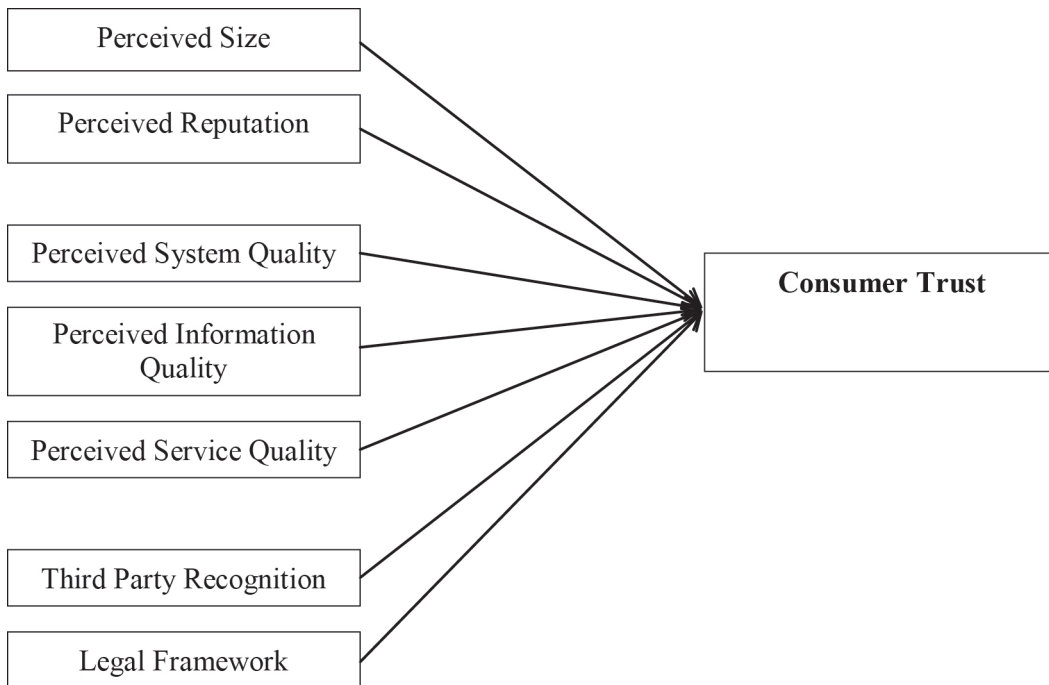 Perceived Size
Perceived Reputation
Perceived System Quality
Perceived Information
Quality
Perceived Service Quality
Third Party Recognition
Legal Framework
Consumer Trust